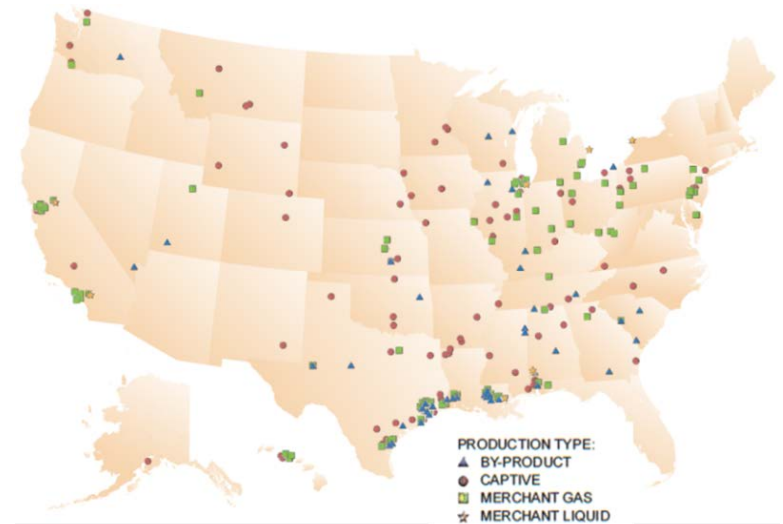 PRODUCTION TYPE:
BY-PRODUCT
CAPTIVE
MERCHANT GAS
MERCHANT LIQUID